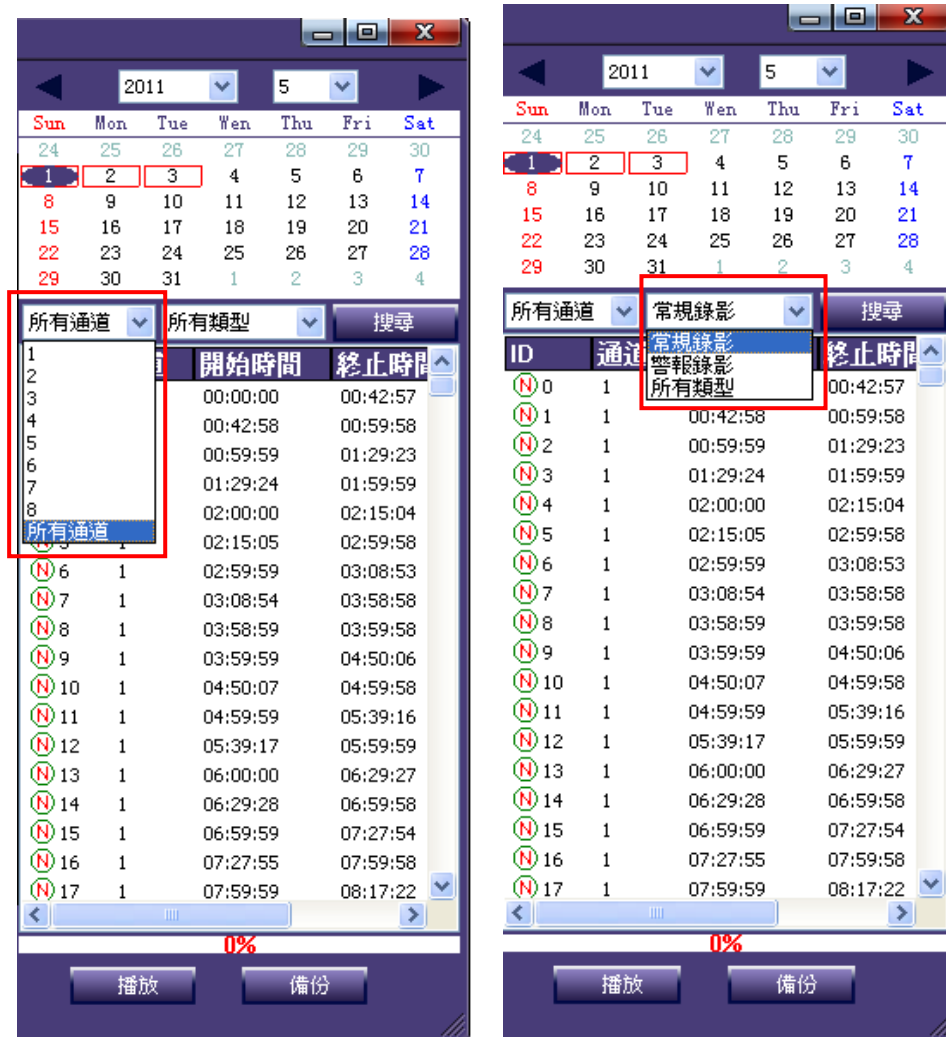 2011 5
Sun Mon Tue Wen Thu Fri Sat
24 25 26 27 28 29 30
1 2 3 4 5 6 7
8 9 10 11 12 13 14
15 16 17 18 19 20 21
22 23 24 25 26 27 28
29 30 31 1 2 3 4
所有通道 所有類型 搜尋
開始時間 終止時間
1
2
3
4
5
6
7
8
所有通道
00:00:00 00:42:57
00:42:58 00:59:58
00:59:59 01:29:23
01:29:24 01:59:59
02:00:00 02:15:04
02:15:05 02:59:58
N 6 1 02:59:59 03:08:53
N 7 1 03:08:54 03:58:58
N 8 1 03:58:59 03:59:58
N 9 1 03:59:59 04:50:06
N 10 1 04:50:07 04:59:58
N 11 1 04:59:59 05:39:16
N 12 1 05:39:17 05:59:59
N 13 1 06:00:00 06:29:27
N 14 1 06:29:28 06:59:58
N 15 1 06:59:59 07:27:54
N 16 1 07:27:55 07:59:58
N 17 1 07:59:59 08:17:22
0%
播放 備份
2011 5
Sun Mon Tue Wen Thu Fri Sat
24 25 26 27 28 29 30
1 2 3 4 5 6 7
8 9 10 11 12 13 14
15 16 17 18 19 20 21
22 23 24 25 26 27 28
29 30 31 1 2 3 4
所有通道 常規錄影 搜尋
常規錄影
警報錄影
所有類型
ID 通道 終止時間
N 0 1 00:42:57
N 1 1 00:42:58 00:59:58
N 2 1 00:59:59 01:29:23
N 3 1 01:29:24 01:59:59
N 4 1 02:00:00 02:15:04
N 5 1 02:15:05 02:59:58
N 6 1 02:59:59 03:08:53
N 7 1 03:08:54 03:58:58
N 8 1 03:58:59 03:59:58
N 9 1 03:59:59 04:50:06
N 10 1 04:50:07 04:59:58
N 11 1 04:59:59 05:39:16
N 12 1 05:39:17 05:59:59
N 13 1 06:00:00 06:29:27
N 14 1 06:29:28 06:59:58
N 15 1 06:59:59 07:27:54
N 16 1 07:27:55 07:59:58
N 17 1 07:59:59 08:17:22
0%
播放 備份